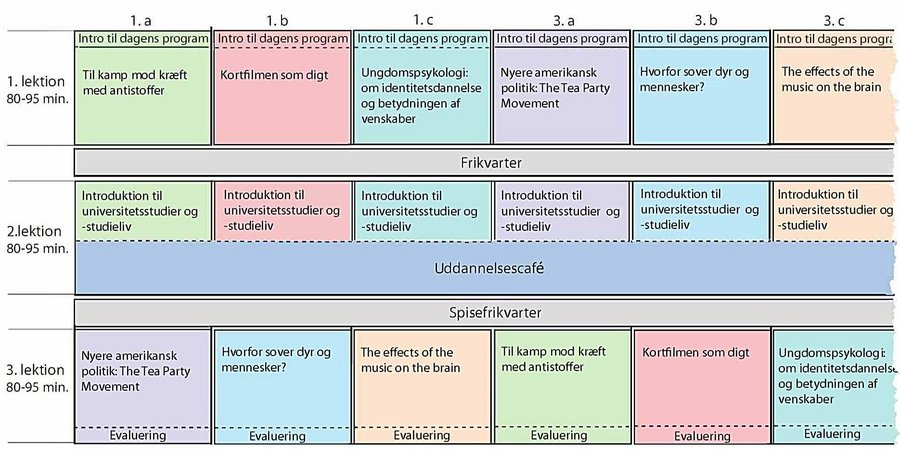 1. a
1. b
1. c
3. a
3. b
3. c
1. lektion
80-95 min.
Intro til dagens program
Til kamp mod kræft
med antistoffer
Intro til dagens program
Kortfilmen som digt
Intro til dagens program
Ungdomspsykologi:
om identitetsdannelse
og betydningen af
venskaber
Intro til dagens program
Nyere amerikansk
politik: The Tea Party
Movement
Intro til dagens program
Hvorfor sover dyr og
mennesker?
Intro til dagens progra
The effects of the
music on the brain
Frikvarter
2.lektion
80-95 min.
Introduktion til
universitetsstudier og
-studieliv
Introduktion til
universitetsstudier og
-studieliv
Introduktion til
universitetsstudier og
-studieliv
Introduktion til
universitetsstudier og
-studieliv
Introduktion til
universitetsstudier og
-studieliv
Introduktion til
universitetsstudier og
-studieliv
Uddannelsescafé
Spisefrikvarter
3. lektion
80-95 min.
Nyere amerikansk
politik: The Tea Party
Movement
Evaluering
Hvorfor sover dyr og
mennesker?
Evaluering
The effects of the
music on the brain
Evaluering
Til kamp mod kræft
med antistoffer
Evaluering
Kortfilmen som digt
Evaluering
Ungdomspsykologi:
om identitetsdannelse
og betydningen af
venskaber
Evaluering